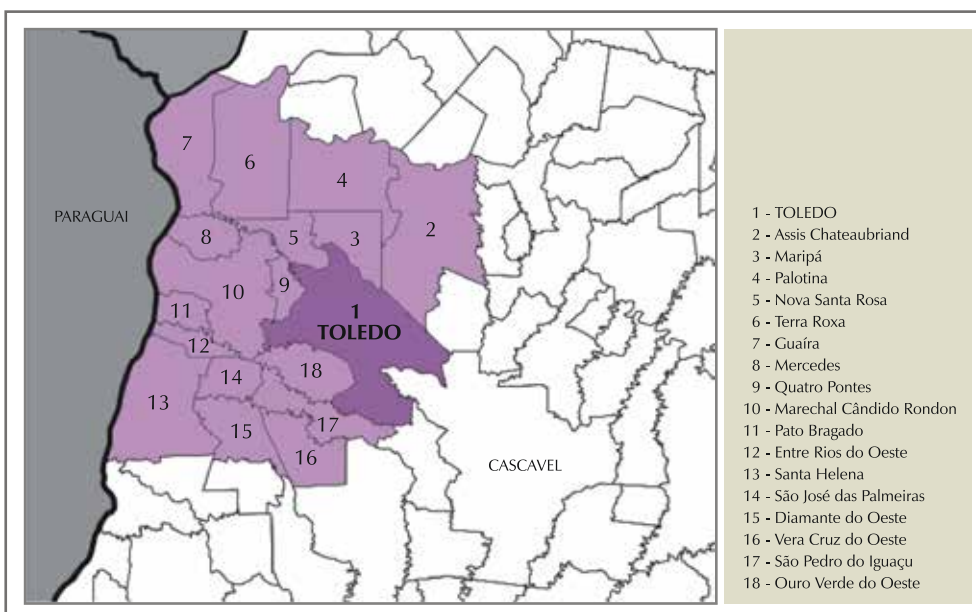 7
6
4
PARAGUAI
8
5
3
2
9
10
11
1
TOLEDO
12
18
14
13
17
15
16
CASCAVEL
1 - TOLEDO
2 - Assis Chateaubriand
3 - Maripá
4 - Palotina
5 - Nova Santa Rosa
6 - Terra Roxa
7 - Guaíra
8 - Mercedes
9 - Quatro Pontes
10 - Marechal Cândido Rondon
11 - Pato Bragado
12 - Entre Rios do Oeste
13 - Santa Helena
14 - São José das Palmeiras
15 - Diamante do Oeste
16 - Vera Cruz do Oeste
17 - São Pedro do Iguaçu
18 - Ouro Verde do Oeste